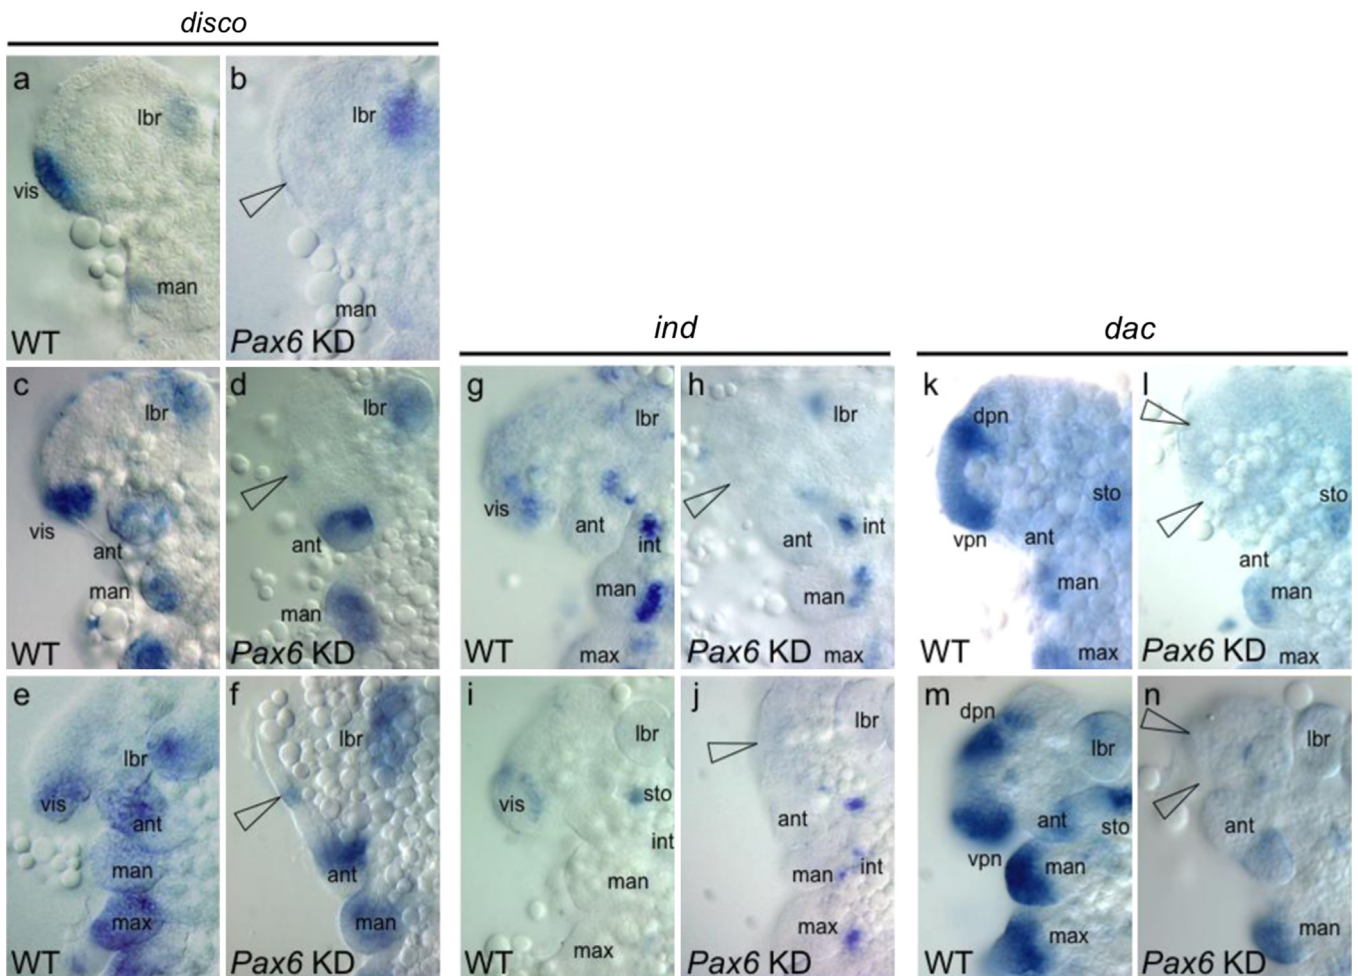 disco
a
lbr
vis
man
WT
b
lbr
man
Pax6 KD
ind
dac
c
lbr
vis
ant
man
WT
d
lbr
ant
man
Pax6 KD
g
lbr
vis
ant
int
man
max
WT
h
lbr
int
ant
man
max
Pax6 KD
k
dpn
sto
vpn
ant
man
max
WT
l
sto
ant
man
max
Pax6 KD
e
lbr
vis
ant
man
max
WT
f
lbr
ant
man
Pax6 KD
i
lbr
vis
sto
int
man
max
WT
j
lbr
ant
man
int
max
Pax6 KD
m
dpn
lbr
ant
sto
vpn
man
max
WT
n
lbr
ant
man
Pax6 KD